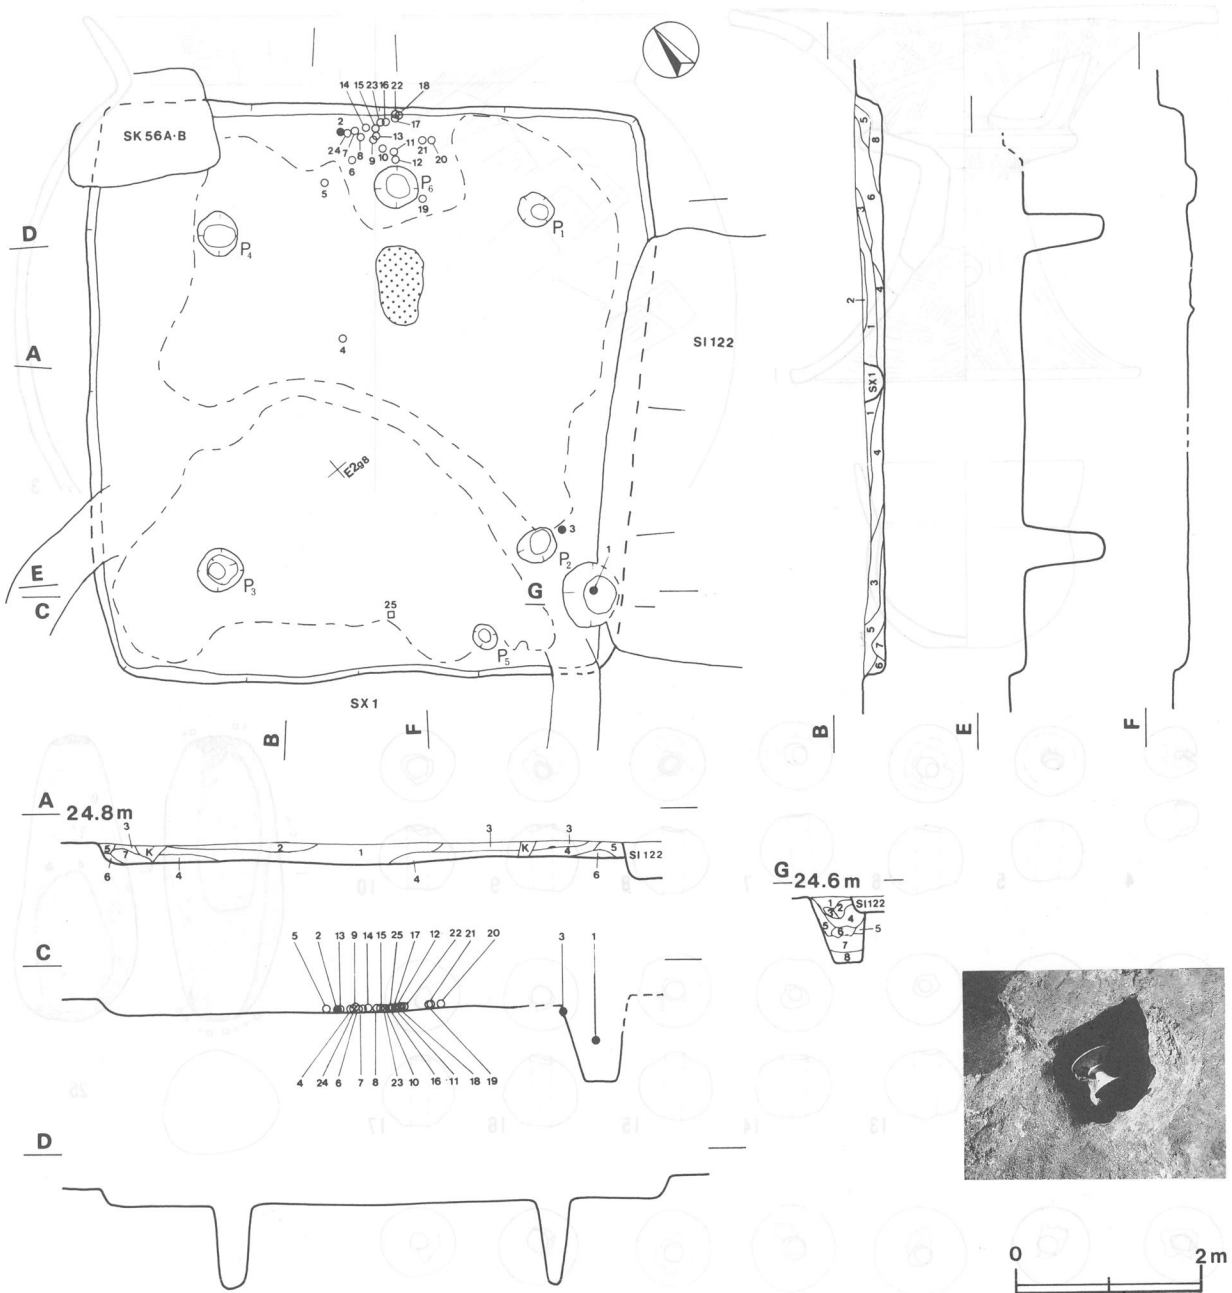 14 15 23 16 22 18
SK56A·B
2
17
24 7 8 9 13 10 11 21 20
6 12
5
P6
19
P1
D
P4
4
SI122
A
E2g8
3
P2
1
E
C
P3
G
25
P5
SX1
B
F
5
8
6
3
4
2
1
SX1
1
4
3
5
7
6
B
E
F
A 24.8m
3 3 3
5 7 K 2 1 K 4 5 SI122
6 4 4 6
G 24.6m
1 2 SI122
3 4
5 6 5
7
8
C
5 2 13 9 14 15 25 17 12 22 21 20 3 1
4 24 6 7 8 23 10 16 11 18 19
D
0 2m